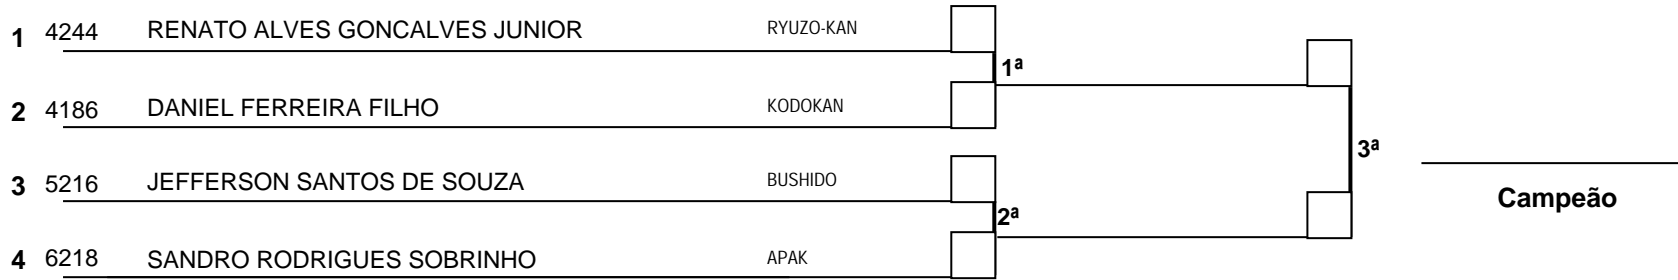 1 4244 RENATO ALVES GONCALVES JUNIOR RYUZO-KAN
1ª
2 4186 DANIEL FERREIRA FILHO KODOKAN
3ª
3 5216 JEFFERSON SANTOS DE SOUZA BUSHIDO
Campeão
2ª
4 6218 SANDRO RODRIGUES SOBRINHO APAK